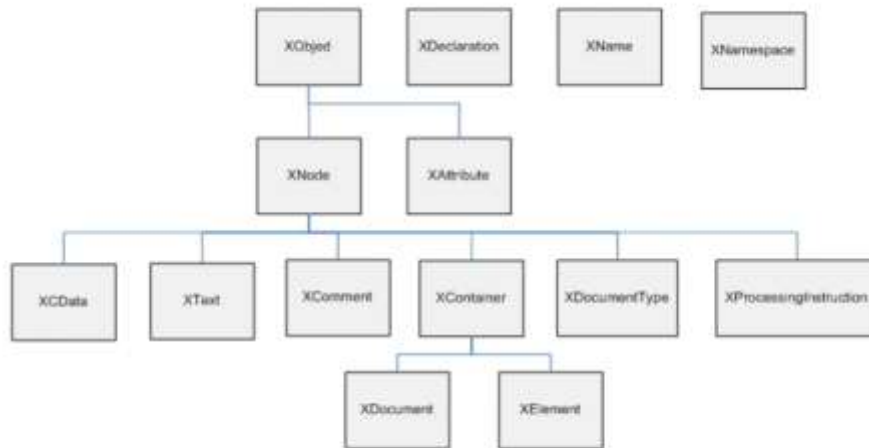 XObject
XDeclaration
XName
XNamespace
XNode
XAttribute
XCData
XText
XComment
XContainer
XDocumentType
XProcessingInstruction
XDocument
XElement